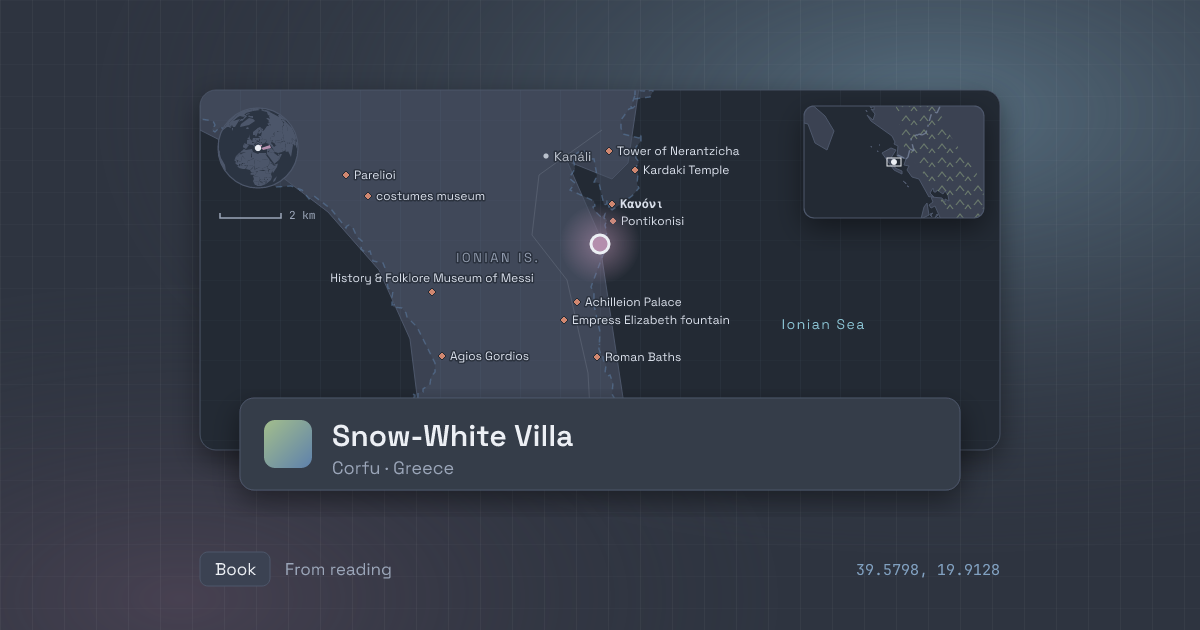 Kanáli
Tower of Nerantzicha
Kardaki Temple
Parelioi
costumes museum
Κανόνι
2 km
Pontikonisi
IONIAN IS.
History & Folklore Museum of Messi
Achilleion Palace
Empress Elizabeth fountain
Ionian Sea
Agios Gordios
Roman Baths
Snow-White Villa
Corfu · Greece
Book
From reading
39.5798, 19.9128